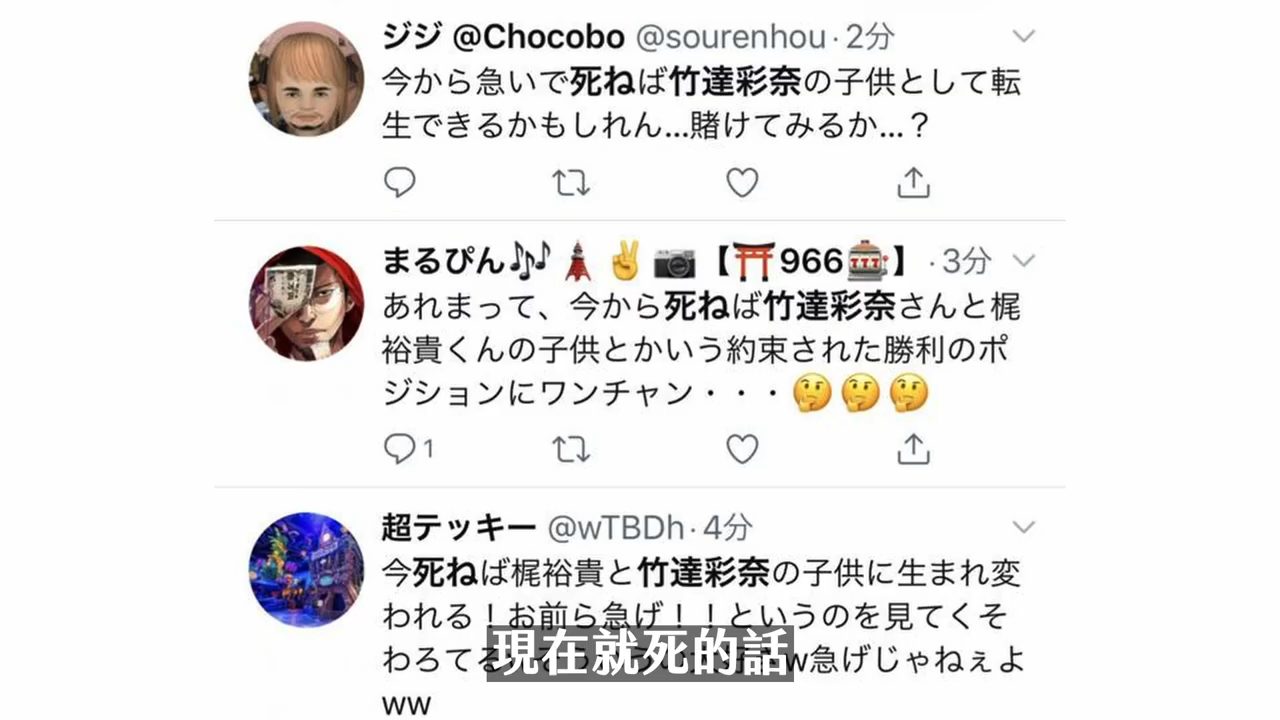 ジジ @Chocobo @sourenhou · 2分
今から急いで死ねば竹達彩奈の子供として転
生できるかもしれん...賭けてみるか...？
まるぴん🎶🗼✌️📷【⛩966🎰】 · 3分
あれまって、今から死ねば竹達彩奈さんと梶
裕貴くんの子供とかいう約束された勝利のポ
ジションにワンチャン・・・🤔🤔🤔
1
超テッキー @wTBDh · 4分
今死ねば梶裕貴と竹達彩奈の子供に生まれ変
われる！お前ら急げ！！というのを見てくそ
わろてる w急げじゃねぇよ
現在就死的話
ww